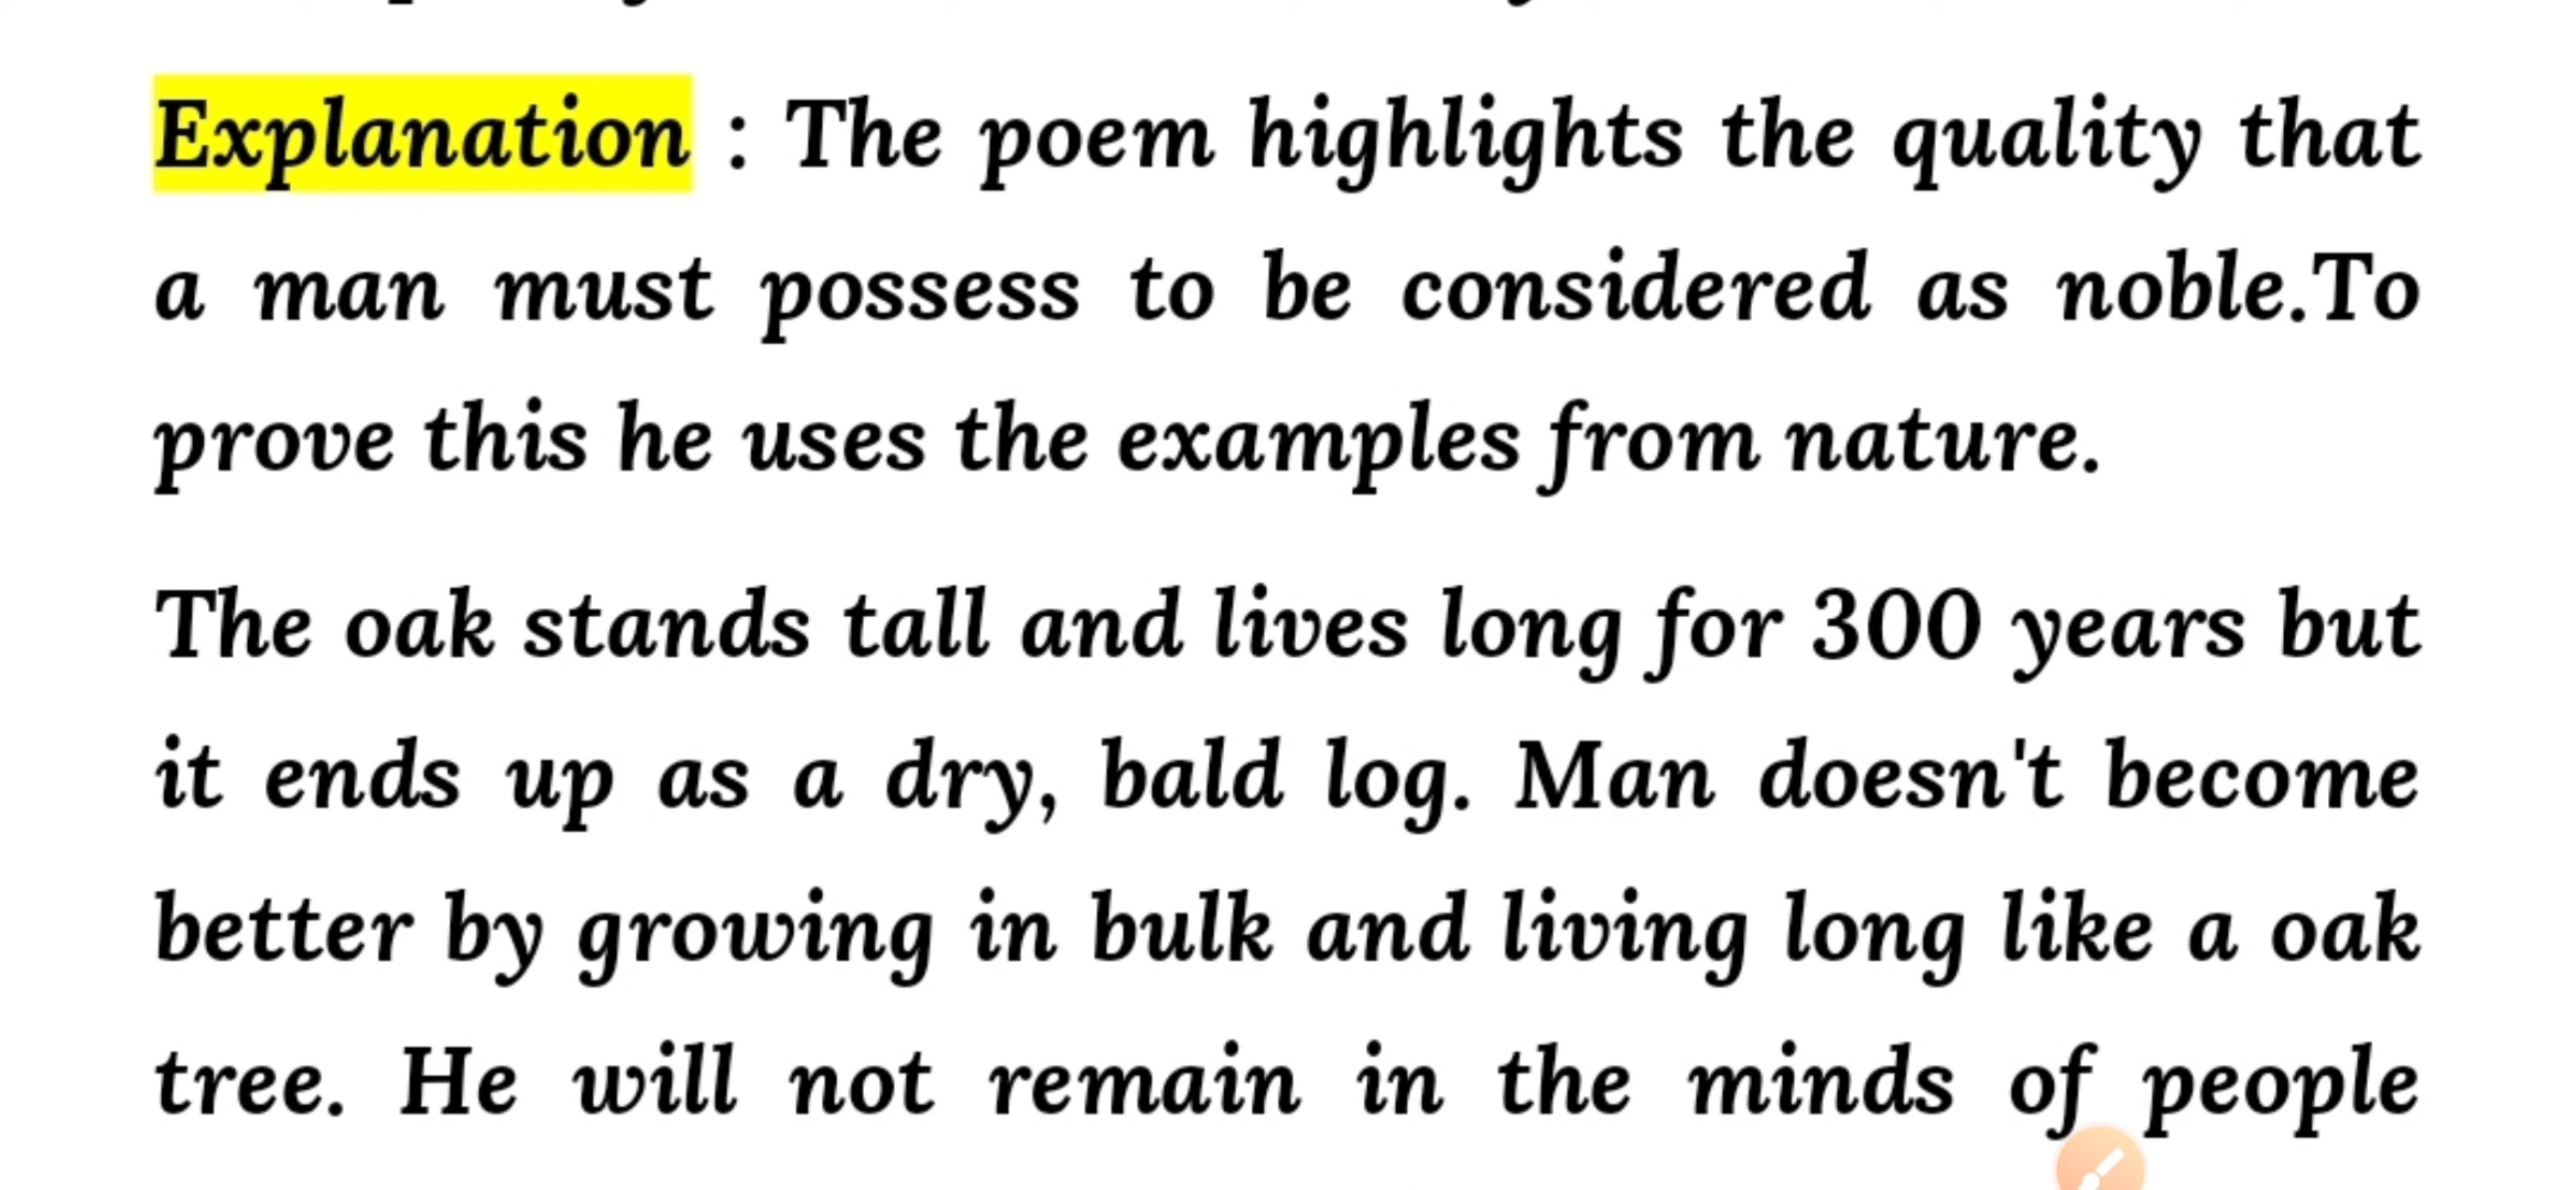 Explanation : The poem highlights the quality that
a man must possess to be considered as noble.To
prove this he uses the examples from nature.
The oak stands tall and lives long for 300 years but
it ends up as a dry, bald log. Man doesn't become
better by growing in bulk and living long like a oak
tree. He will not remain in the minds of people